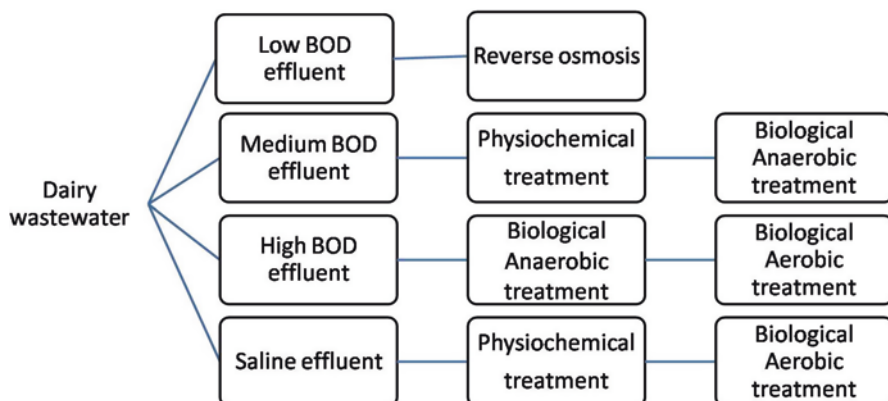 Dairy
wastewater
Low BOD
effluent
Reverse osmosis
Medium BOD
effluent
Physiochemical
treatment
Biological
Anaerobic
treatment
High BOD
effluent
Biological
Anaerobic
treatment
Biological
Aerobic
treatment
Saline effluent
Physiochemical
treatment
Biological
Aerobic
treatment